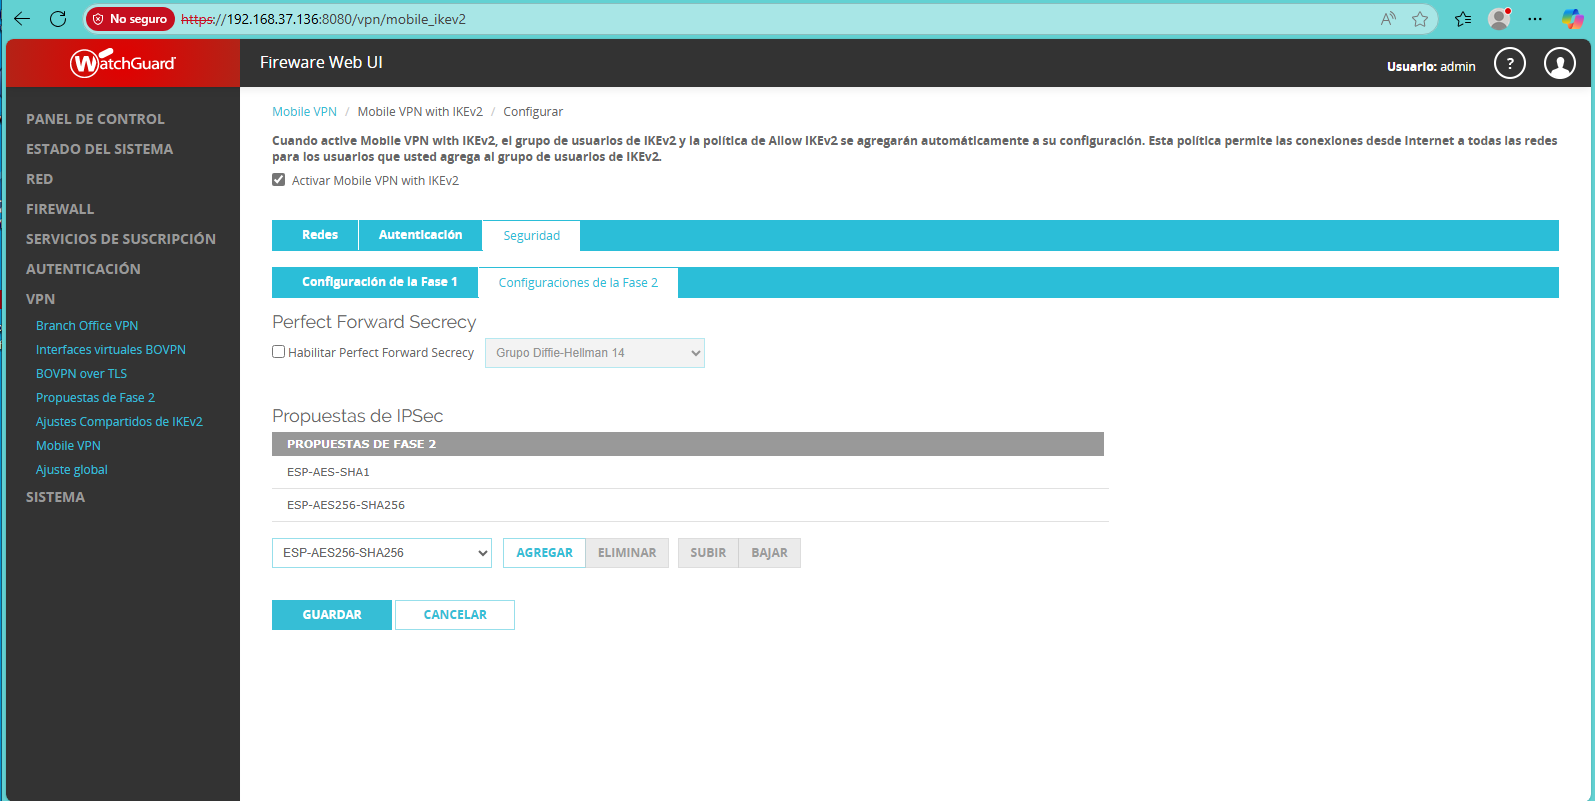 No seguro https://192.168.37.136:8080/vpn/mobile_ikev2
WatchGuard
Fireware Web UI
Usuario: admin
?
PANEL DE CONTROL
ESTADO DEL SISTEMA
RED
FIREWALL
SERVICIOS DE SUSCRIPCIÓN
AUTENTICACIÓN
VPN
Branch Office VPN
Interfaces virtuales BOVPN
BOVPN over TLS
Propuestas de Fase 2
Ajustes Compartidos de IKEv2
Mobile VPN
Ajuste global
SISTEMA
Mobile VPN / Mobile VPN with IKEv2 / Configurar
Cuando active Mobile VPN with IKEv2, el grupo de usuarios de IKEv2 y la política de Allow IKEv2 se agregarán automáticamente a su configuración. Esta política permite las conexiones desde Internet a todas las redes
para los usuarios que usted agrega al grupo de usuarios de IKEv2.
Activar Mobile VPN with IKEv2
Redes Autenticación Seguridad
Configuración de la Fase 1 Configuraciones de la Fase 2
Perfect Forward Secrecy
Habilitar Perfect Forward Secrecy Grupo Diffie-Hellman 14
Propuestas de IPSec
PROPUESTAS DE FASE 2
ESP-AES-SHA1
ESP-AES256-SHA256
ESP-AES256-SHA256 AGREGAR ELIMINAR SUBIR BAJAR
GUARDAR CANCELAR